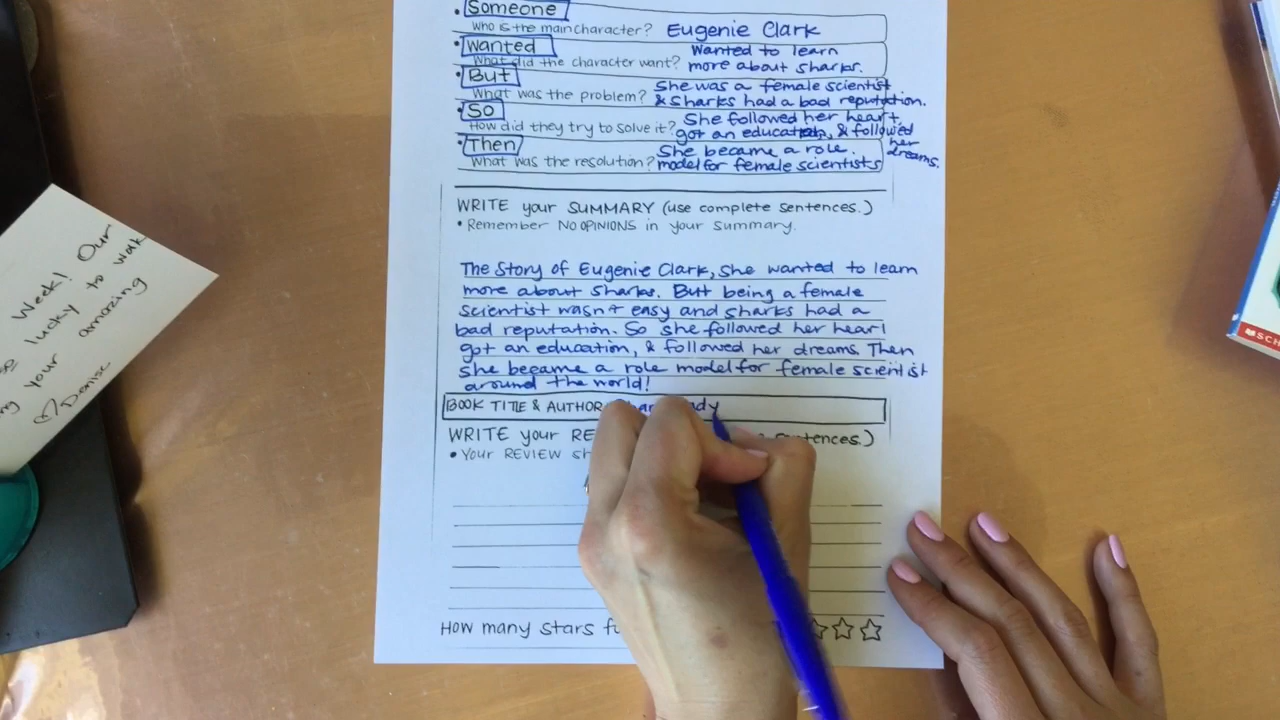 • Someone
Who is the main character? Eugenie Clark
• Wanted
What did the character want? Wanted to learn
more about sharks.
• But
What was the problem? She was a female scientist
& sharks had a bad reputation.
• So
How did they try to solve it? She followed her heart,
got an education, & followed
her
dreams.
• Then
What was the resolution? She became a role
model for female scientists
WRITE your SUMMARY (use complete sentences.)
• Remember NO OPINIONS in your summary.
The Story of Eugenie Clark, she wanted to learn
more about sharks. But being a female
scientist wasn't easy and sharks had a
bad reputation. So she followed her heart
got an education, & followed her dreams. Then
she became a role model for female scientist
around the world!
BOOK TITLE & AUTHOR
WRITE your
• Your REVIEW
How many stars
Week! Our
so lucky to walk
your amazing
SCH